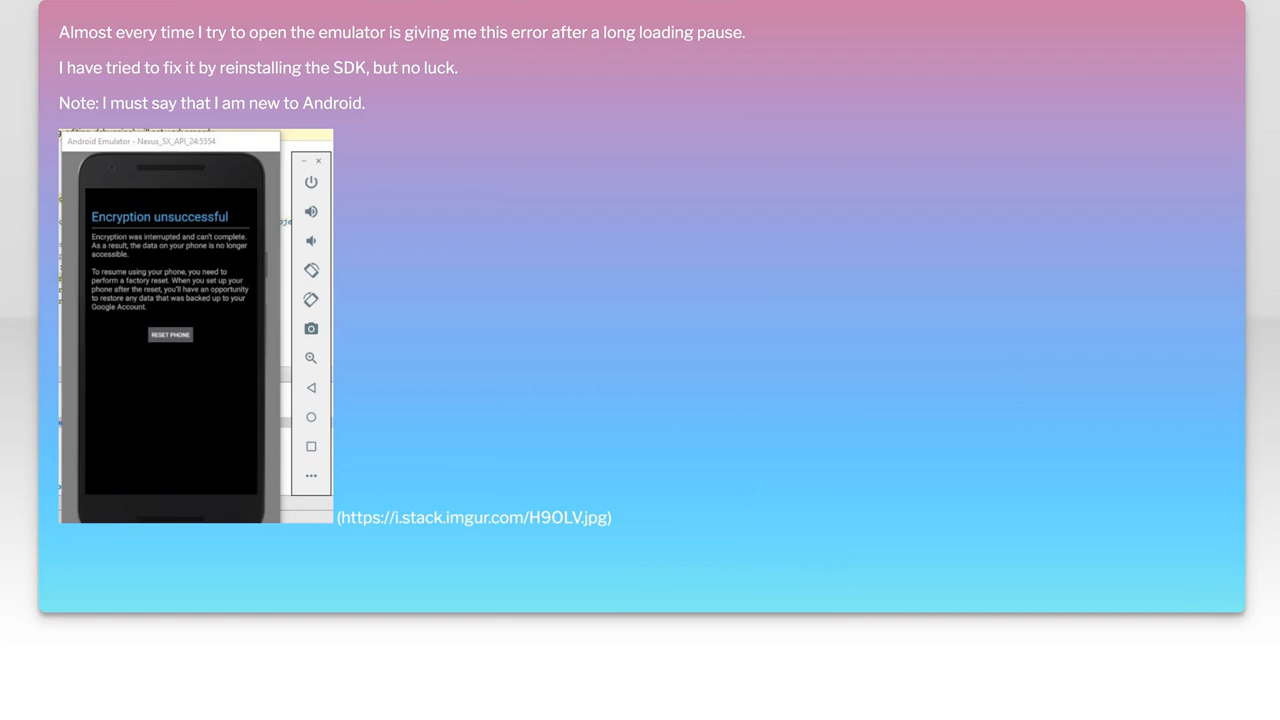 Almost every time I try to open the emulator is giving me this error after a long loading pause.
I have tried to fix it by reinstalling the SDK, but no luck.
Note: I must say that I am new to Android.
Android Emulator - Nexus_5X_API_24:5554
Encryption unsuccessful
Encryption was interrupted and can't complete.
As a result, the data on your phone is no longer
accessible.
To resume using your phone, you need to
perform a factory reset. When you set up your
phone after the reset, you'll have an opportunity
to restore any data that was backed up to your
Google Account.
RESET PHONE
(https://i.stack.imgur.com/H9OLV.jpg)